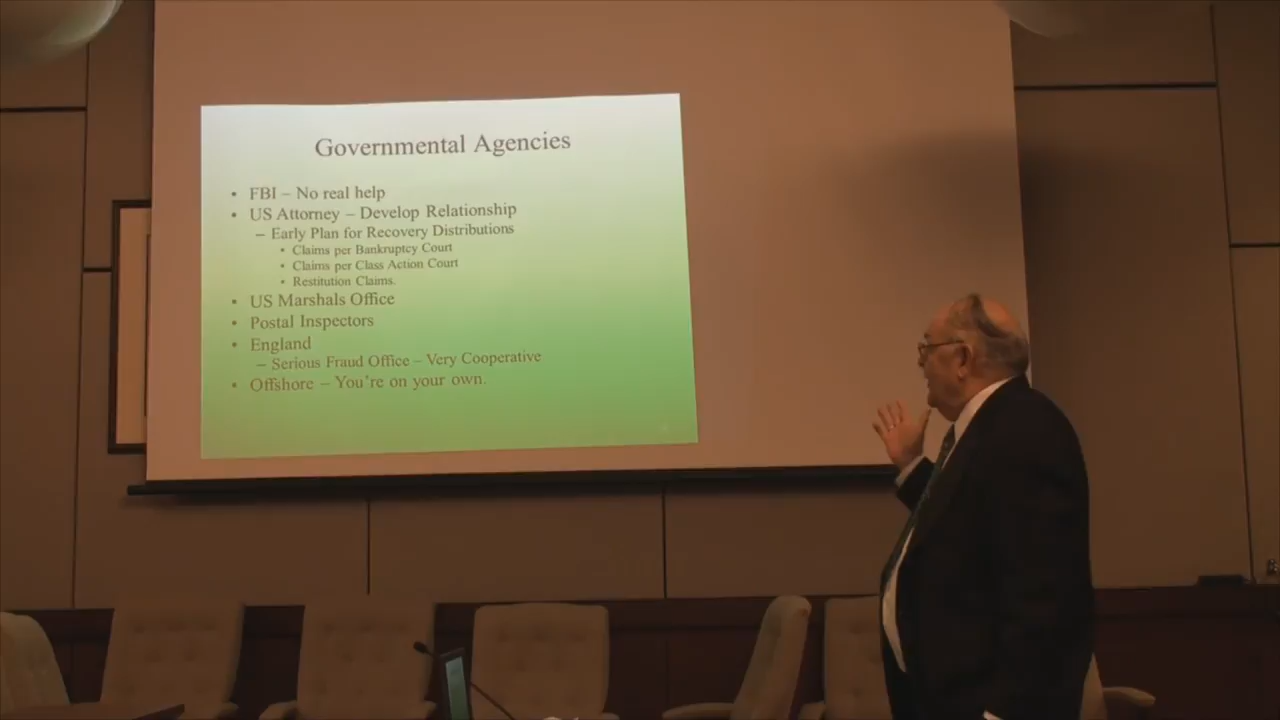 Governmental Agencies
• FBI – No real help
• US Attorney – Develop Relationship
– Early Plan for Recovery Distributions
• Claims per Bankruptcy Court
• Claims per Class Action Court
• Restitution Claims.
• US Marshals Office
• Postal Inspectors
• England
– Serious Fraud Office – Very Cooperative
• Offshore – You're on your own.